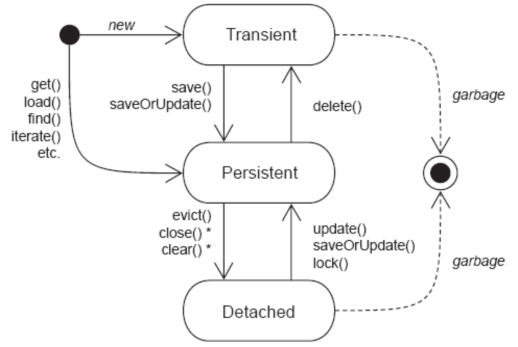 new
Transient
get()
load()
find()
iterate()
etc.
save()
saveOrUpdate()
delete()
garbage
Persistent
evict()
close() *
clear() *
update()
saveOrUpdate()
lock()
garbage
Detached